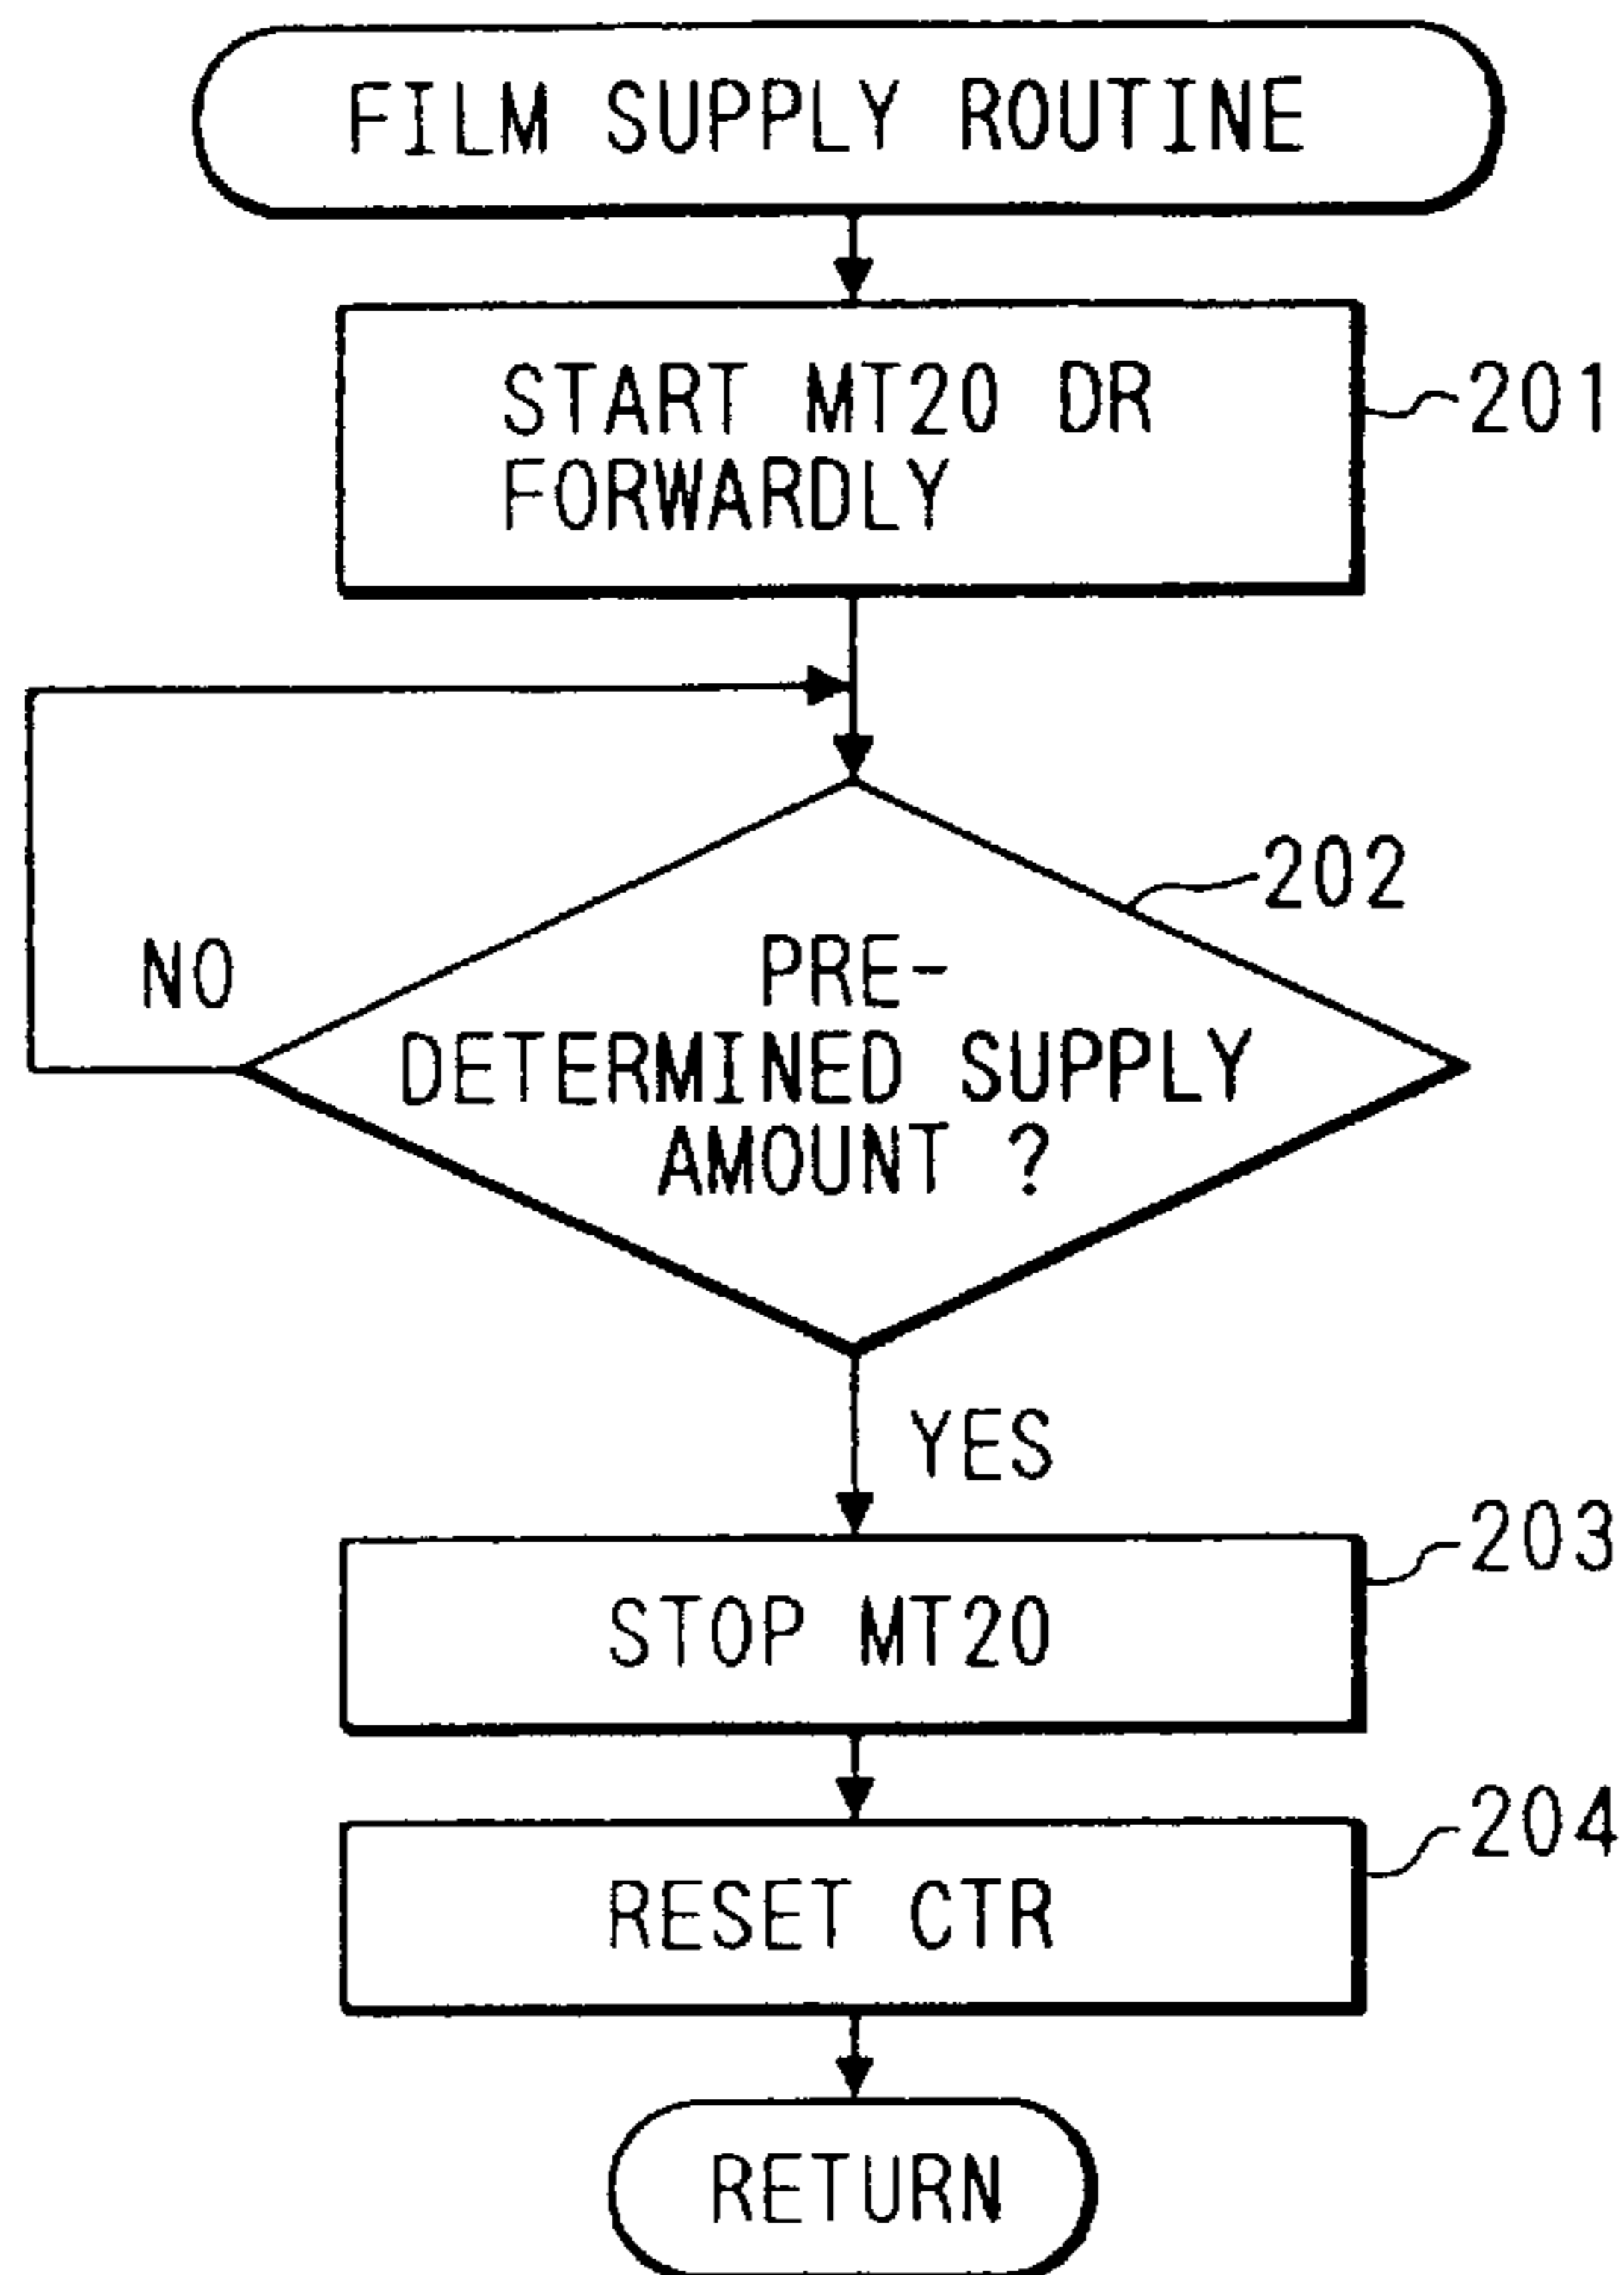 FILM SUPPLY ROUTINE
START MT20 DR
FORWARDLY
201
202
NO
PRE-
DETERMINED SUPPLY
AMOUNT ?
YES
203
STOP MT20
204
RESET CTR
RETURN